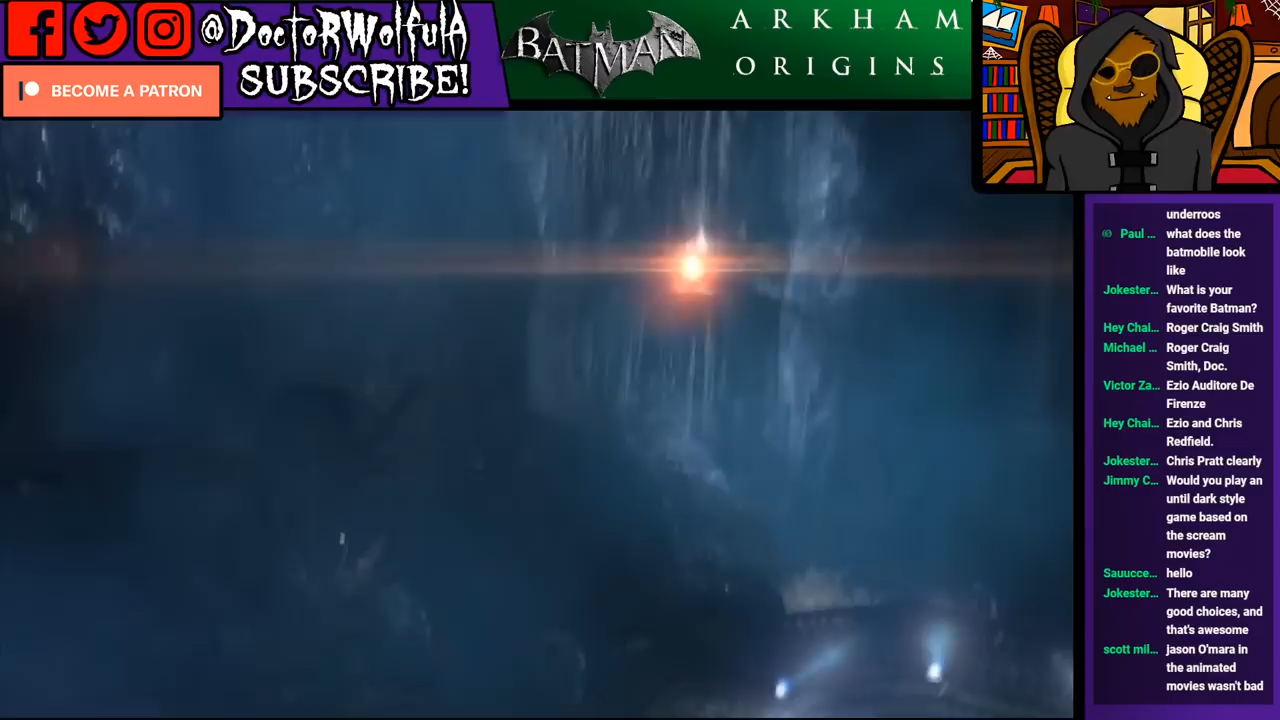 @DoctoRWolfulA
SUBSCRIBE!
BECOME A PATRON
BATMAN
ARKHAM
ORIGINS
underroos
Paul ... what does the
batmobile look
like
Jokester... What is your
favorite Batman?
Hey Chai... Roger Craig Smith
Michael ... Roger Craig
Smith, Doc.
Victor Za... Ezio Auditore De
Firenze
Hey Chai... Ezio and Chris
Redfield.
Jokester... Chris Pratt clearly
Jimmy C... Would you play an
until dark style
game based on
the scream
movies?
Sauucce... hello
Jokester... There are many
good choices, and
that's awesome
scott mil... jason O'mara in
the animated
movies wasn't bad